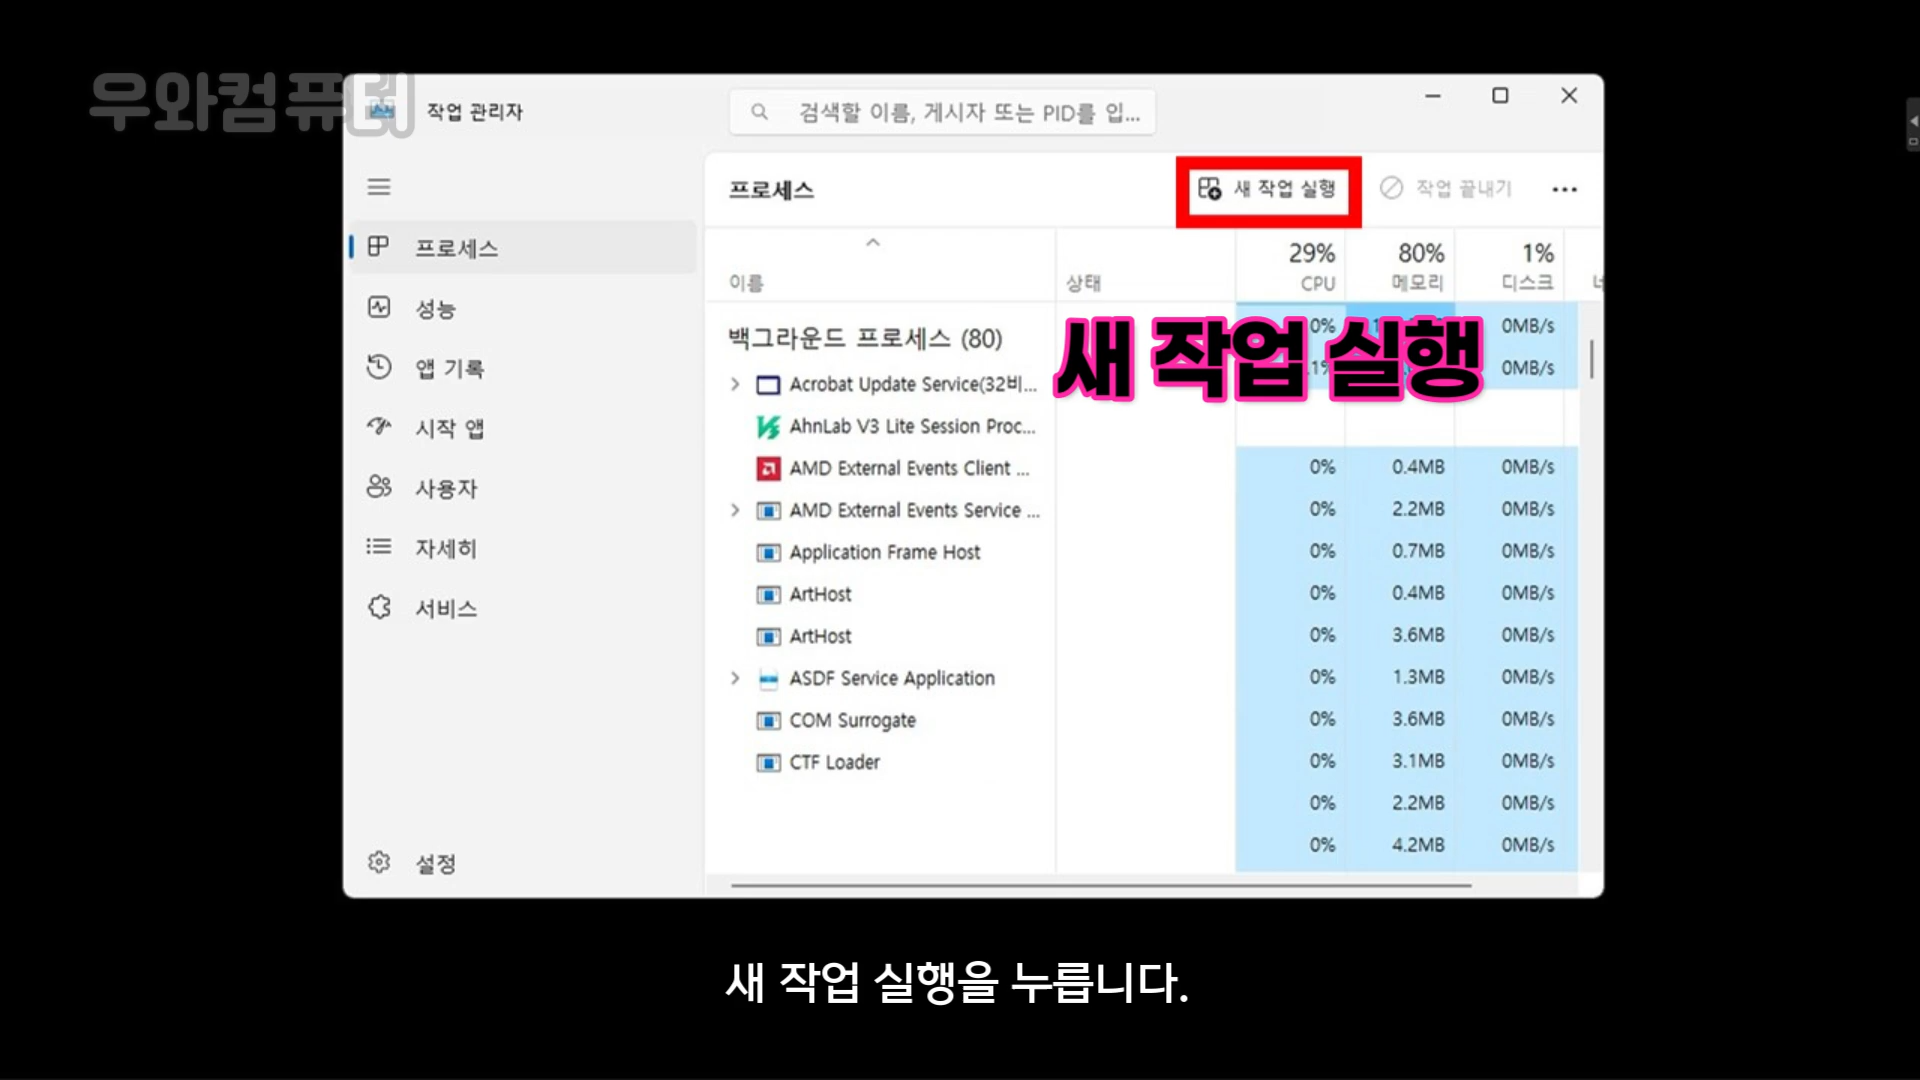 우와컴퓨터
작업 관리자
검색할 이름, 게시자 또는 PID를 입...
프로세스
새 작업 실행
작업 끝내기
프로세스
성능
앱 기록
시작 앱
사용자
자세히
서비스
설정
29% 80% 1%
이름 상태 CPU 메모리 디스크
백그라운드 프로세스 (80)
0% 0MB/s
Acrobat Update Service(32비... 0MB/s
새 작업 실행
AhnLab V3 Lite Session Proc...
AMD External Events Client ... 0% 0.4MB 0MB/s
AMD External Events Service ... 0% 2.2MB 0MB/s
Application Frame Host 0% 0.7MB 0MB/s
ArtHost 0% 0.4MB 0MB/s
ArtHost 0% 3.6MB 0MB/s
ASDF Service Application 0% 1.3MB 0MB/s
COM Surrogate 0% 3.6MB 0MB/s
CTF Loader 0% 3.1MB 0MB/s
0% 2.2MB 0MB/s
0% 4.2MB 0MB/s
새 작업 실행을 누릅니다.